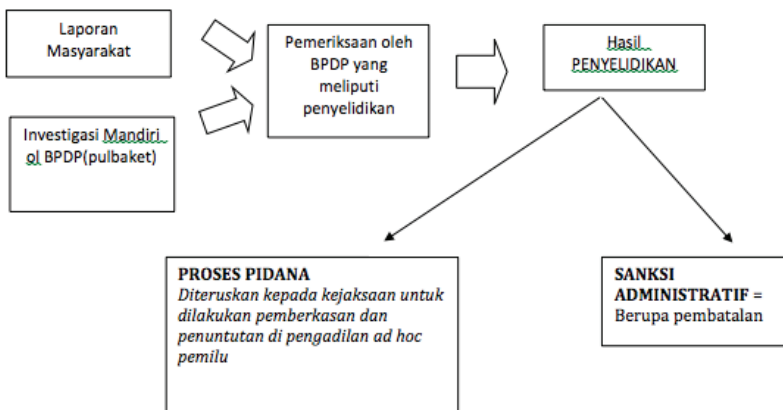 Laporan
Masyarakat
Pemeriksaan oleh
BPDP yang
meliputi
penyelidikan
Hasil
PENYELIDIKAN
Investigasi Mandiri
ol BPDP(pulbaket)
PROSES PIDANA
Diteruskan kepada kejaksaan untuk
dilakukan pemberkasan dan
penuntutan di pengadilan ad hoc
pemilu
SANKSI
ADMINISTRATIF =
Berupa pembatalan